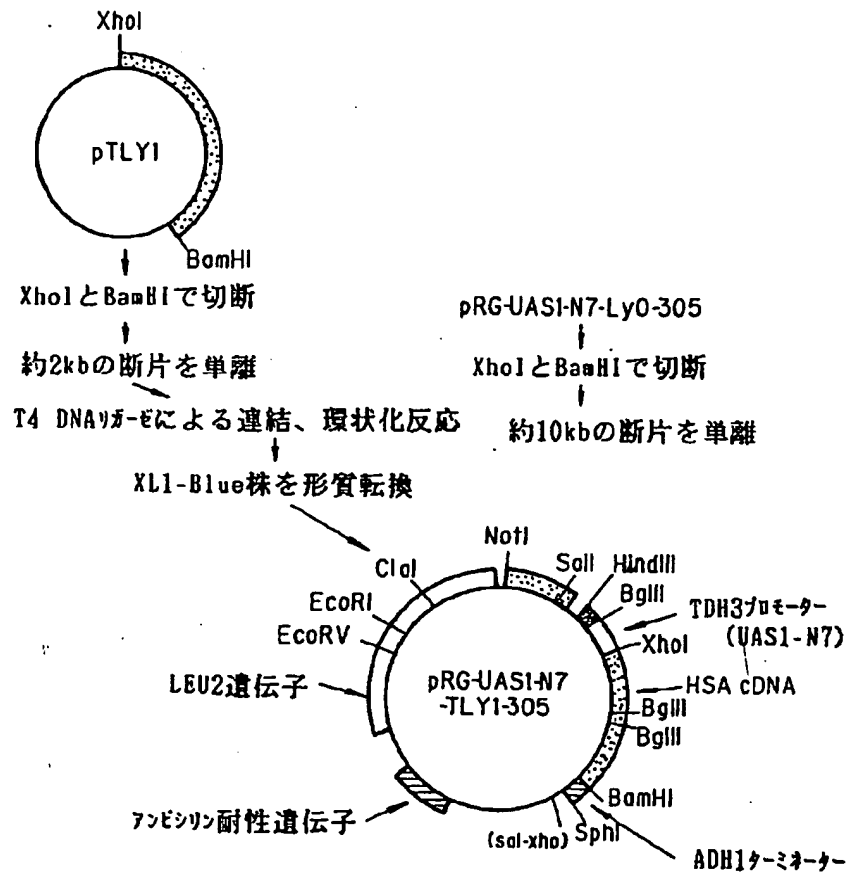 XhoI
pTLY1
BamHI
XhoIとBamHIで切断
約2kbの断片を単離
pRG-UAS1-N7-LyO-305
XhoIとBamHIで切断
約10kbの断片を単離
T4 DNAリガーゼによる連結、環状化反応
XL1-Blue株を形質転換
NotI
SalI
HindIII
BglII
TDH3プロモーター
(UAS1-N7)
XhoI
HSA cDNA
BglII
BglII
BamHI
SphI
(sal-xho)
ADH1ターミネーター
ClaI
EcoRI
EcoRV
LEU2遺伝子
pRG-UAS1-N7
-TLY1-305
アンピシリン耐性遺伝子